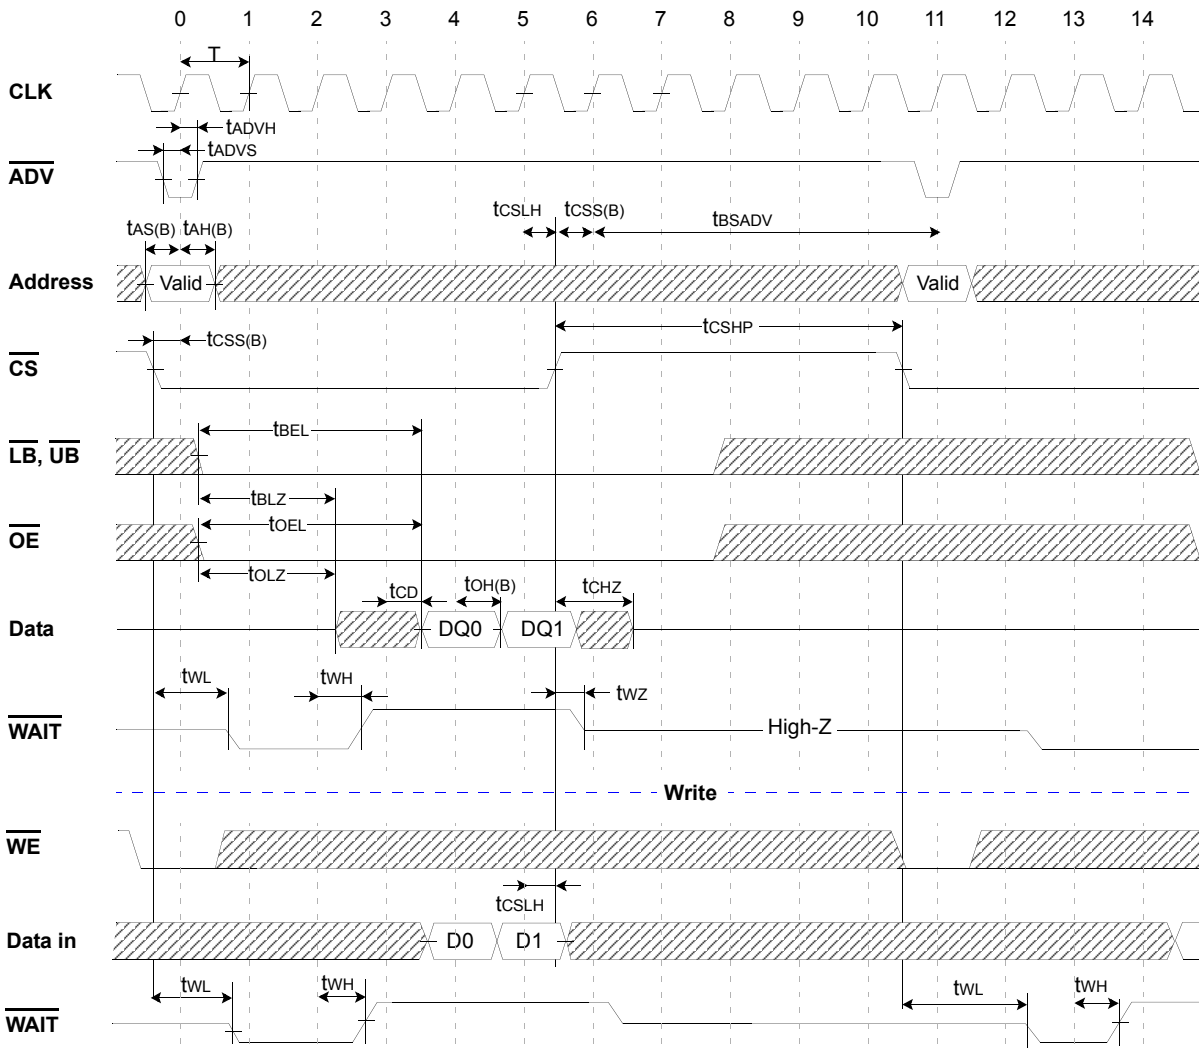 0 1 2 3 4 5 6 7 8 9 10 11 12 13 14
T
CLK
tADVH
tADVS
ADV
tCSLH tCSS(B) tBSADV
tAS(B) tAH(B)
Address Valid Valid
tCSHP
tCSS(B)
CS
tBEL
LB, UB
tBLZ
tOEL
OE
tOLZ
tCD tOH(B) tCHZ
Data DQ0 DQ1
tWL tWH tWZ
WAIT High-Z
Write
WE
tCSLH
Data in D0 D1
tWL tWH tWL tWH
WAIT